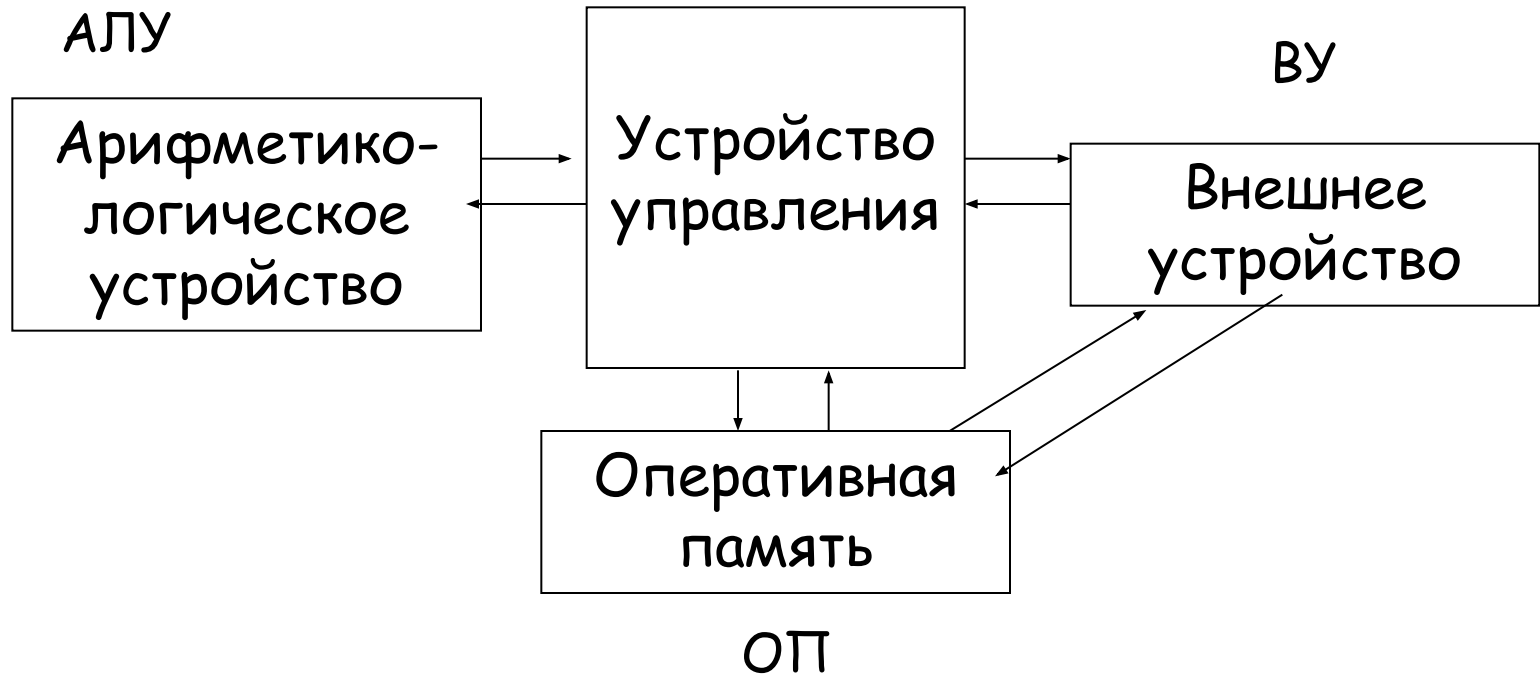 АЛУ
ВУ
Арифметико-
логическое
устройство
Устройство
управления
Внешнее
устройство
Оперативная
память
ОП